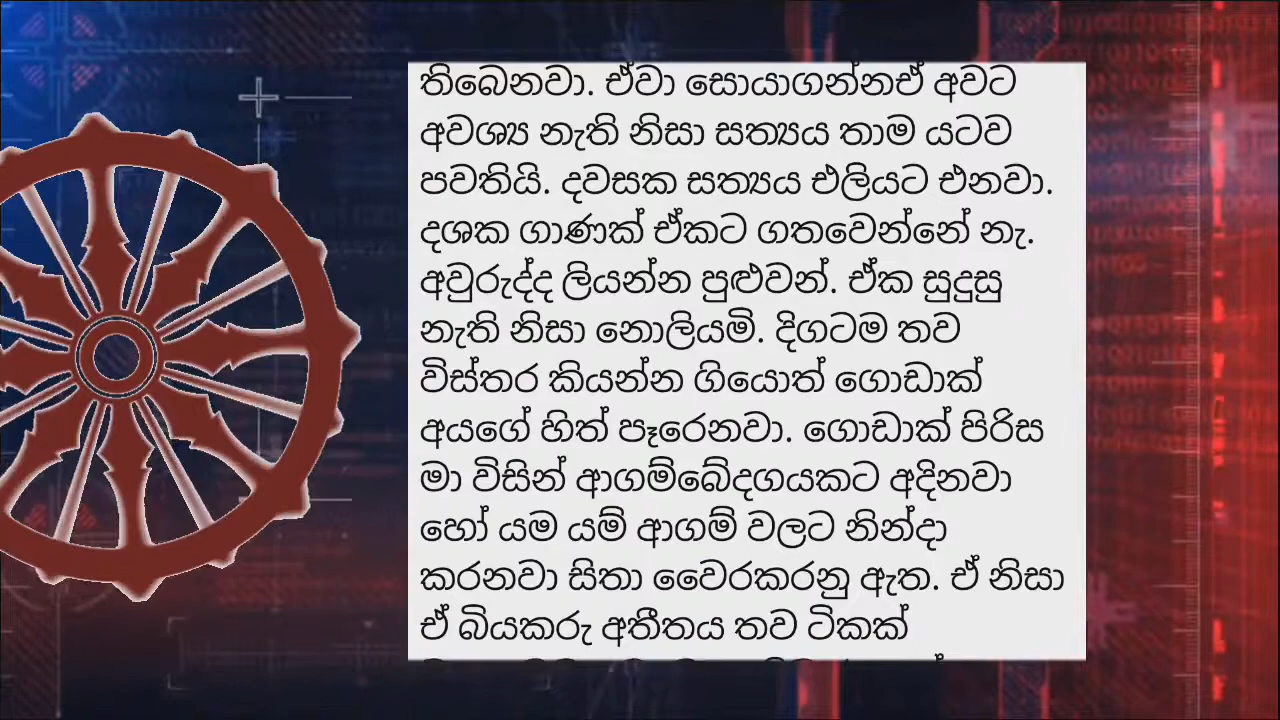 තිබෙනවා. ඒවා සොයාගන්නඒ අවට
අවශ්‍ය නැති නිසා සත්‍යය තාම යටව
පවතියි. දවසක සත්‍යය එලියට එනවා.
දශක ගාණක් ඒකට ගතවෙන්නේ නැ.
අවුරුද්ද ලියන්න පුළුවන්. ඒක සුදුසු
නැති නිසා නොලියමි. දිගටම තව
විස්තර කියන්න ගියොත් ගොඩාක්
අයගේ හිත් පෑරෙනවා. ගොඩාක් පිරිස
මා විසින් ආගම්බේදගයකට අදිනවා
හෝ යම යම් ආගම් වලට නින්දා
කරනවා සිතා වෛරකරනු ඇත. ඒ නිසා
ඒ බියකරු අතීතය තව ටිකක්